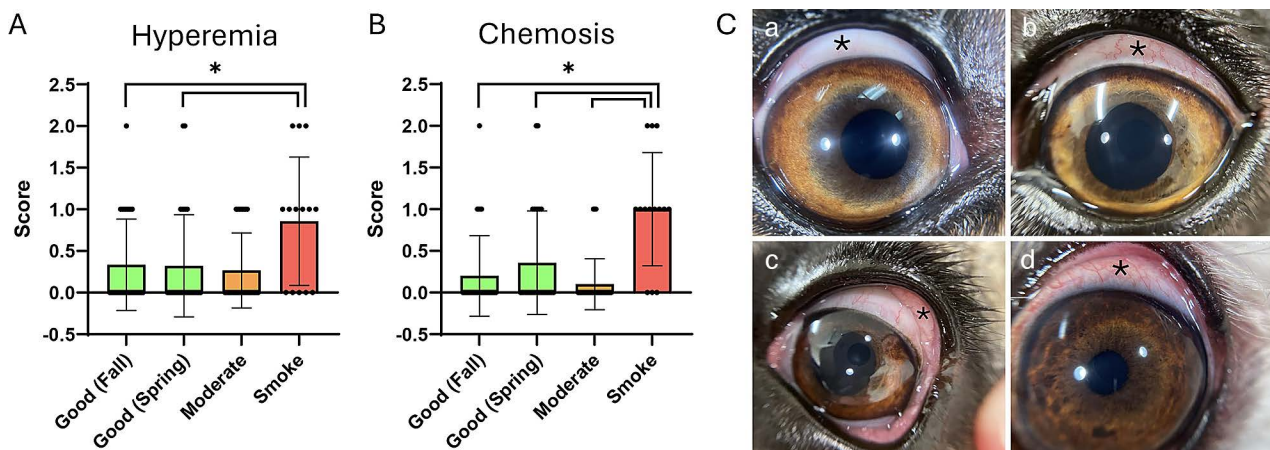 A
Hyperemia
*
2.5
2.0
1.5
1.0
0.5
0.0
-0.5
Score
Good (Fall)
Good (Spring)
Moderate
Smoke
B
Chemosis
*
2.5
2.0
1.5
1.0
0.5
0.0
-0.5
Score
Good (Fall)
Good (Spring)
Moderate
Smoke
C
a
*
b
*
c
*
d
*